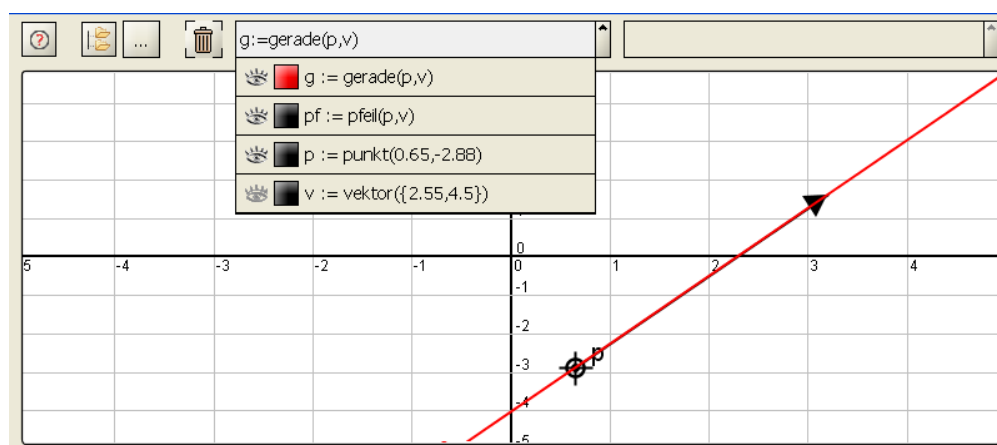 ...
g:=gerade(p,v)
g := gerade(p,v)
pf := pfeil(p,v)
p := punkt(0.65,-2.88)
v := vektor({2.55,4.5})
0
5 -4 -3 -2 -1 0 1 2 3 4
-1
-2
p
-3
-4
-5